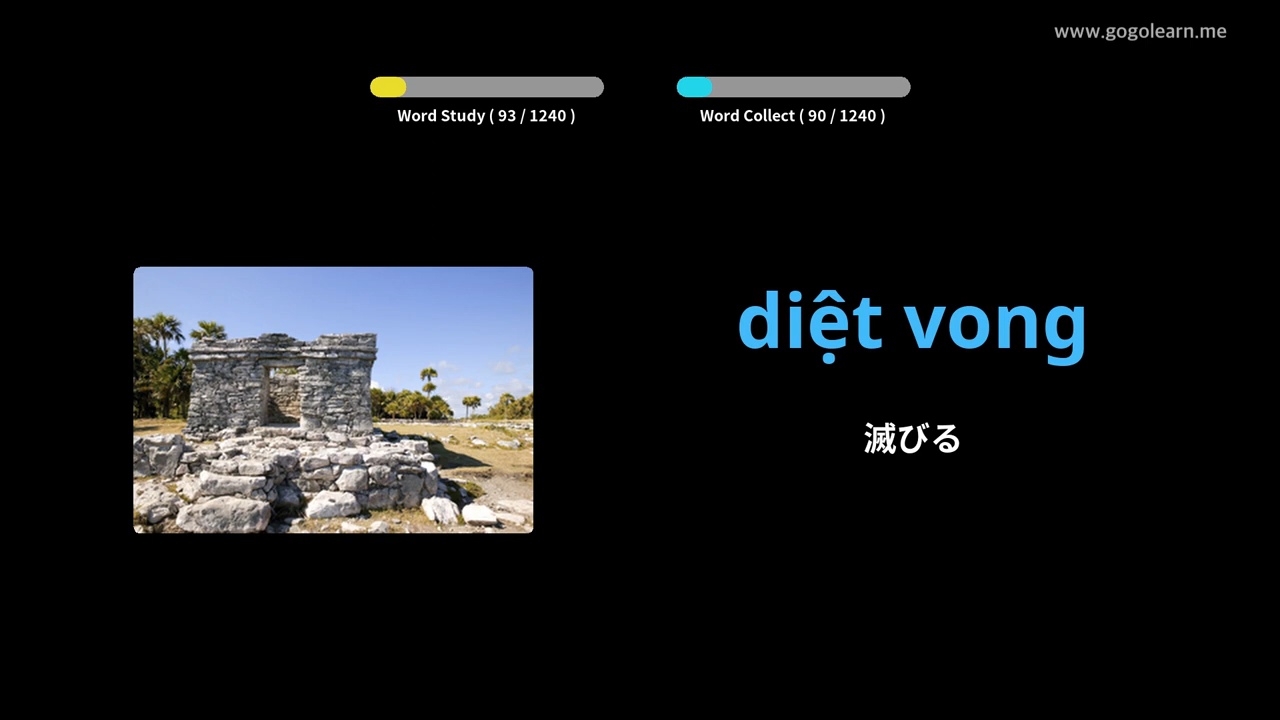 www.gogolearn.me
Word Study ( 93 / 1240 )
Word Collect ( 90 / 1240 )
diệt vong
滅びる